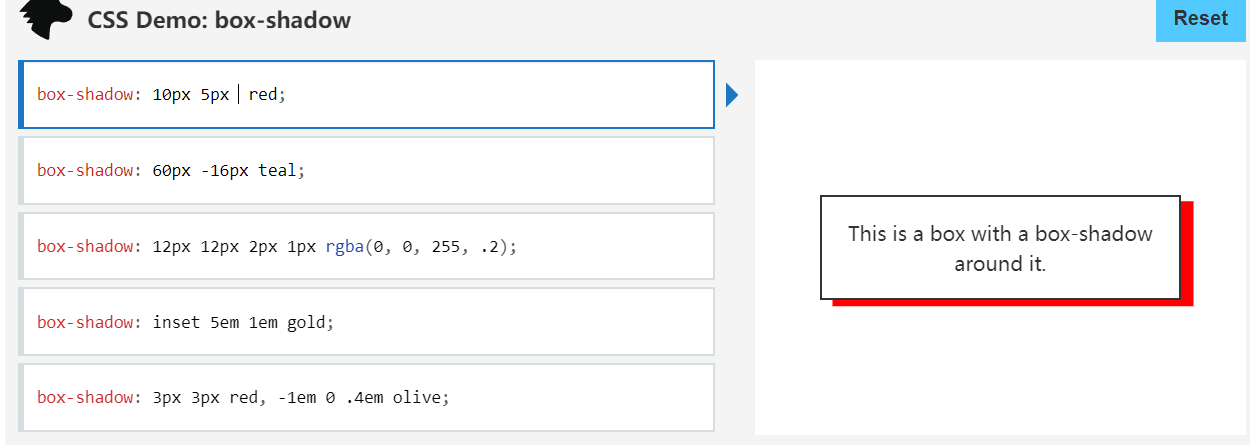 CSS Demo: box-shadow
Reset
box-shadow: 10px 5px red;
box-shadow: 60px -16px teal;
box-shadow: 12px 12px 2px 1px rgba(0, 0, 255, .2);
box-shadow: inset 5em 1em gold;
box-shadow: 3px 3px red, -1em 0 .4em olive;
This is a box with a box-shadow
around it.